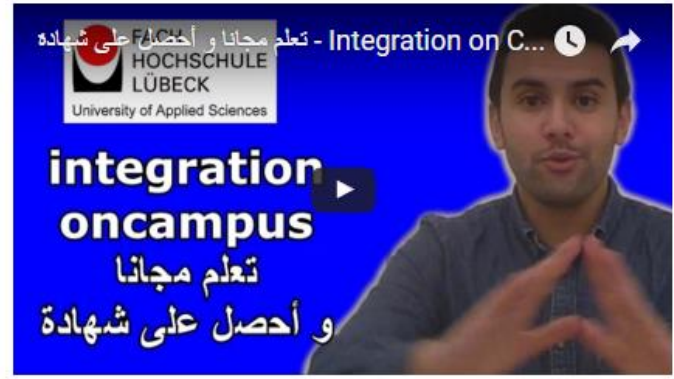 تعلم مجانا و أحصل على شهادة - Integration on C...
FACH
HOCHSCHULE
LÜBECK
University of Applied Sciences
integration
oncampus
تعلم مجانا
و أحصل على شهادة